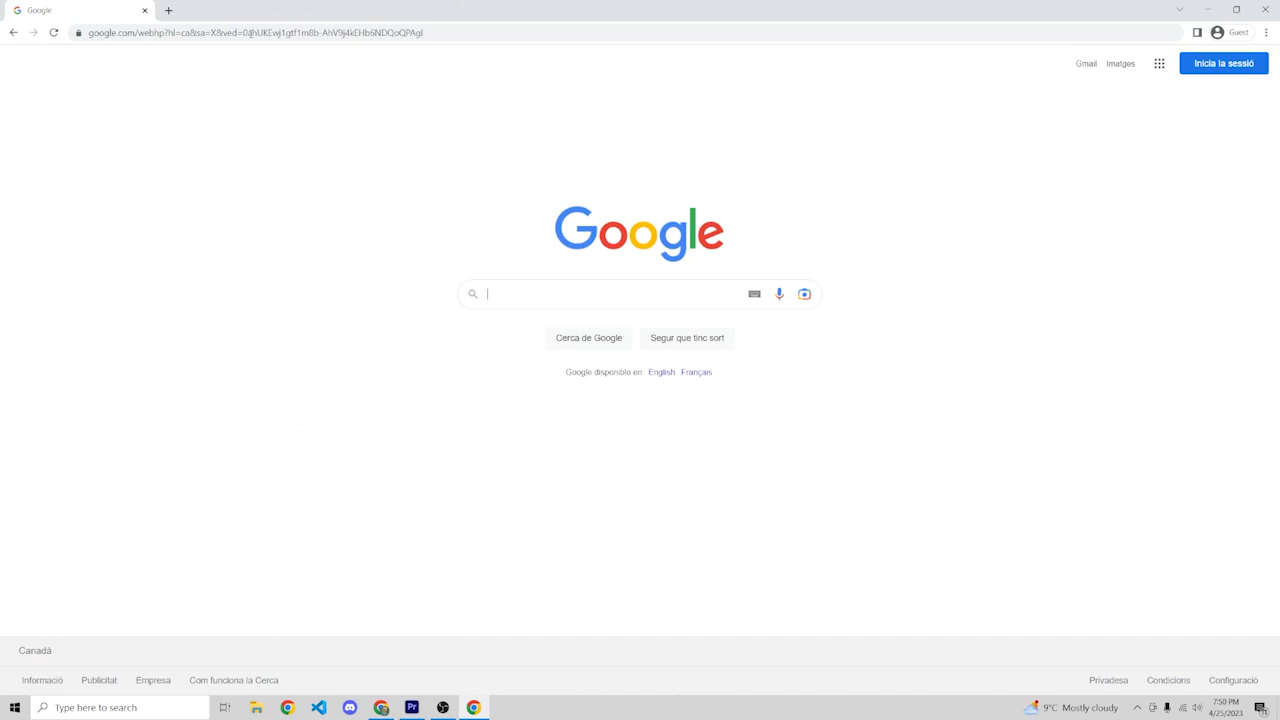 Google
google.com/webhp?hl=ca&sa=X&ved=0ahUKEwj1gtf1m8b-AhV9j4kEHb6NDQoQPAgI
Guest
Gmail Imatges Inicia la sessió
Google
Cerca de Google Segur que tinc sort
Google disponible en English Français
Canadà
Informació Publicitat Empresa Com funciona la Cerca Privadesa Condicions Configuració
Type here to search 9°C Mostly cloudy 7:50 PM
4/25/2023